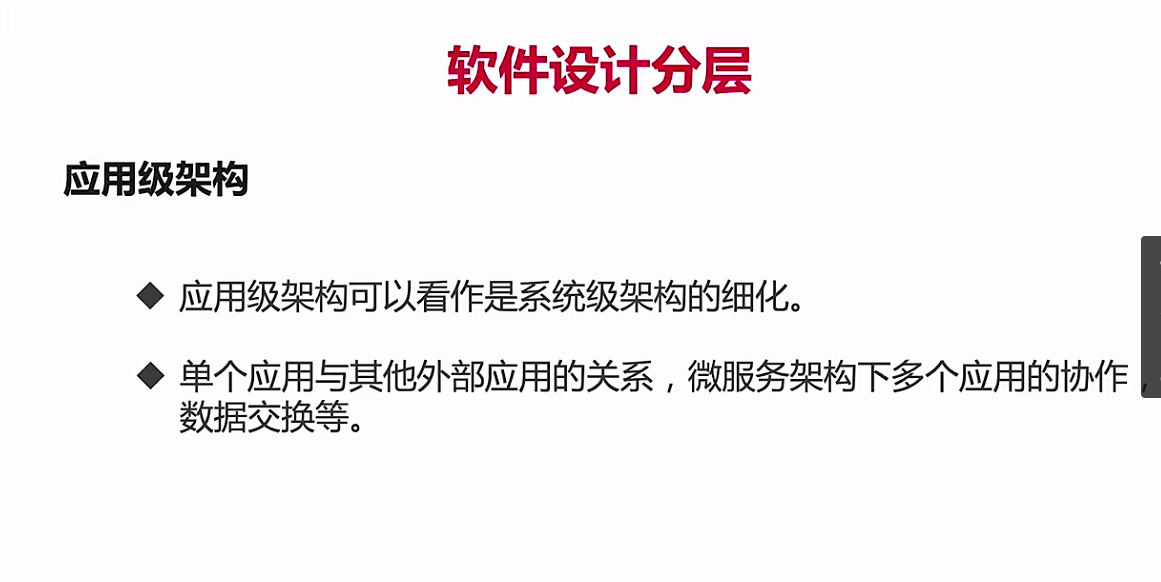 软件设计分层
应用级架构
◆ 应用级架构可以看作是系统级架构的细化。
◆ 单个应用与其他外部应用的关系，微服务架构下多个应用的协作，
数据交换等。